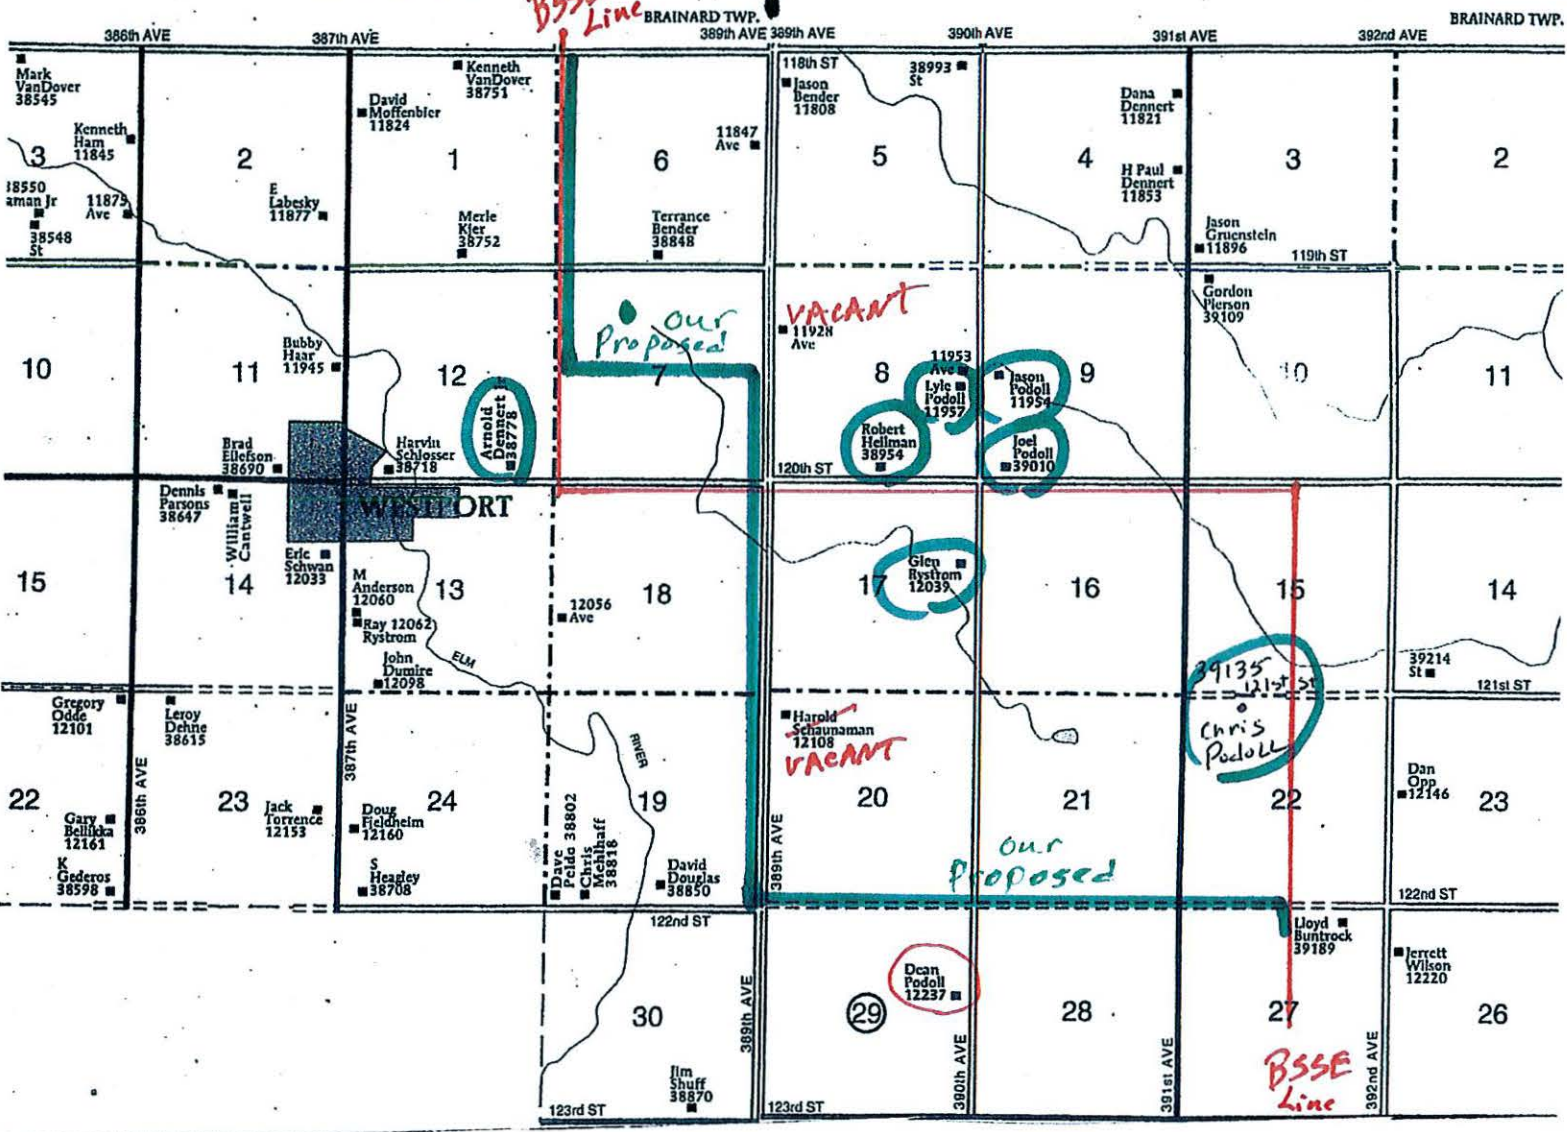 BSSE
Line
BRAINARD TWP.
BRAINARD TWP.
386th AVE
387th AVE
389th AVE
389th AVE
390th AVE
391st AVE
392nd AVE
Mark
VanDover
38545
Kenneth
VanDover
38751
118th ST
38993
St
David
Moffenbier
11824
Jason
Bender
11808
Dana
Dennert
11821
Kenneth
Ham
11845
11847
Ave
3
2
1
6
5
4
3
2
H Paul
Dennert
11853
38550
aman Jr
11875
Ave
38548
St
E
Labesky
11877
Merle
Kier
38752
Terrance
Bender
38848
Jason
Gruenstein
11896
119th ST
Gordon
Pierson
39109
our
Proposed
VACANT
11928
Ave
Bubby
Haar
11945
10
11
12
7
8
9
10
11
11953
Ave
Lyle
Podoll
11957
Jason
Podoll
11954
Arnold
Dennert Jr
38778
Robert
Hellman
38954
Joel
Podoll
39010
Brad
Ellefson
38690
Harvin
Schlosser
38718
120th ST
Dennis
Parsons
38647
William
Cantwell
WESTPORT
Eric
Schwan
12033
Glen
Rystrom
12039
15
14
13
18
17
16
15
14
M
Anderson
12060
Ray 12062
Rystrom
12056
Ave
John
Dumire
12098
ELM
RIVER
39135
121st St
Chris
Podoll
39214
St
121st ST
Gregory
Odde
12101
Leroy
Dehne
38615
387th AVE
386th AVE
Harold
Schaunaman
12108
VACANT
Dan
Opp
12146
22
23
24
19
20
21
22
23
Gary
Bellikka
12161
Jack
Torrence
12153
Doug
Fjeldheim
12160
K
Gederos
38598
S
Heagley
38708
Dave
Peldo 38802
Chris
Mehlhaff
38818
David
Douglas
38850
389th AVE
our
Proposed
122nd ST
122nd ST
Lloyd
Buntrock
39189
Jerrett
Wilson
12220
Dean
Podoll
12237
30
29
28
27
26
389th AVE
390th AVE
391st AVE
392nd AVE
BSSE
Line
Jim
Shuff
38870
123rd ST
123rd ST